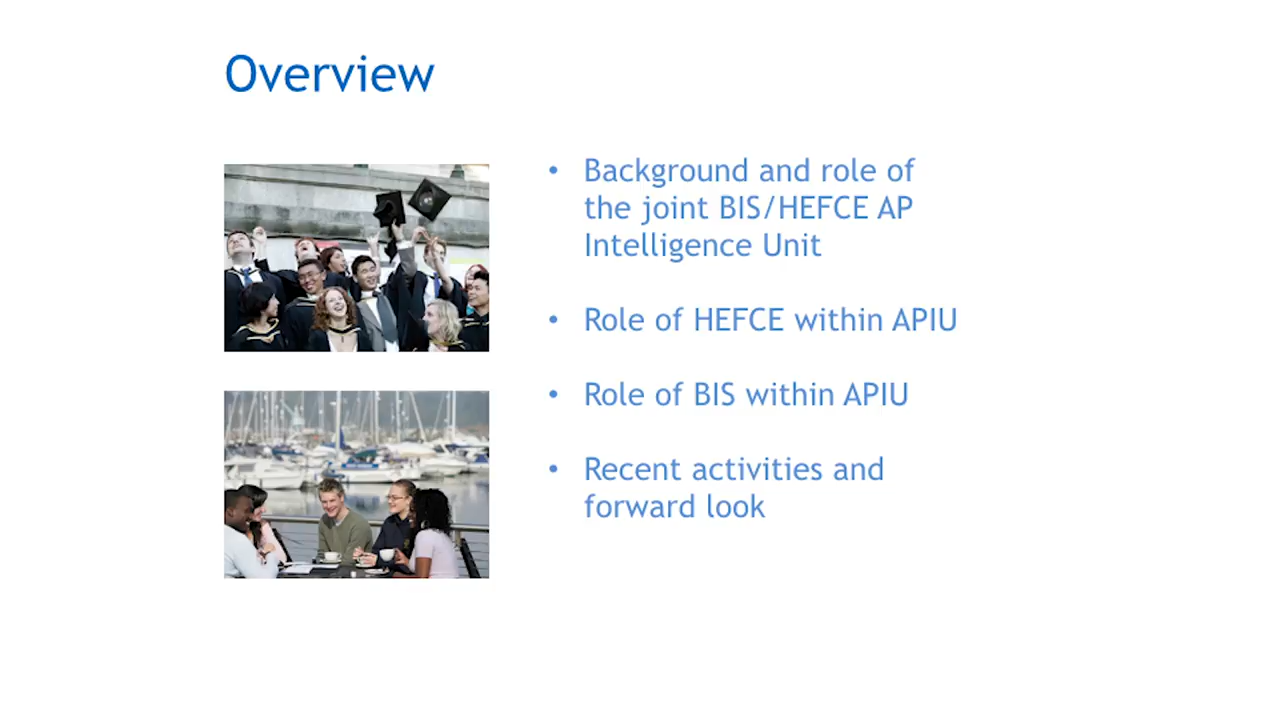 Overview
• Background and role of
the joint BIS/HEFCE AP
Intelligence Unit
• Role of HEFCE within APIU
• Role of BIS within APIU
• Recent activities and
forward look